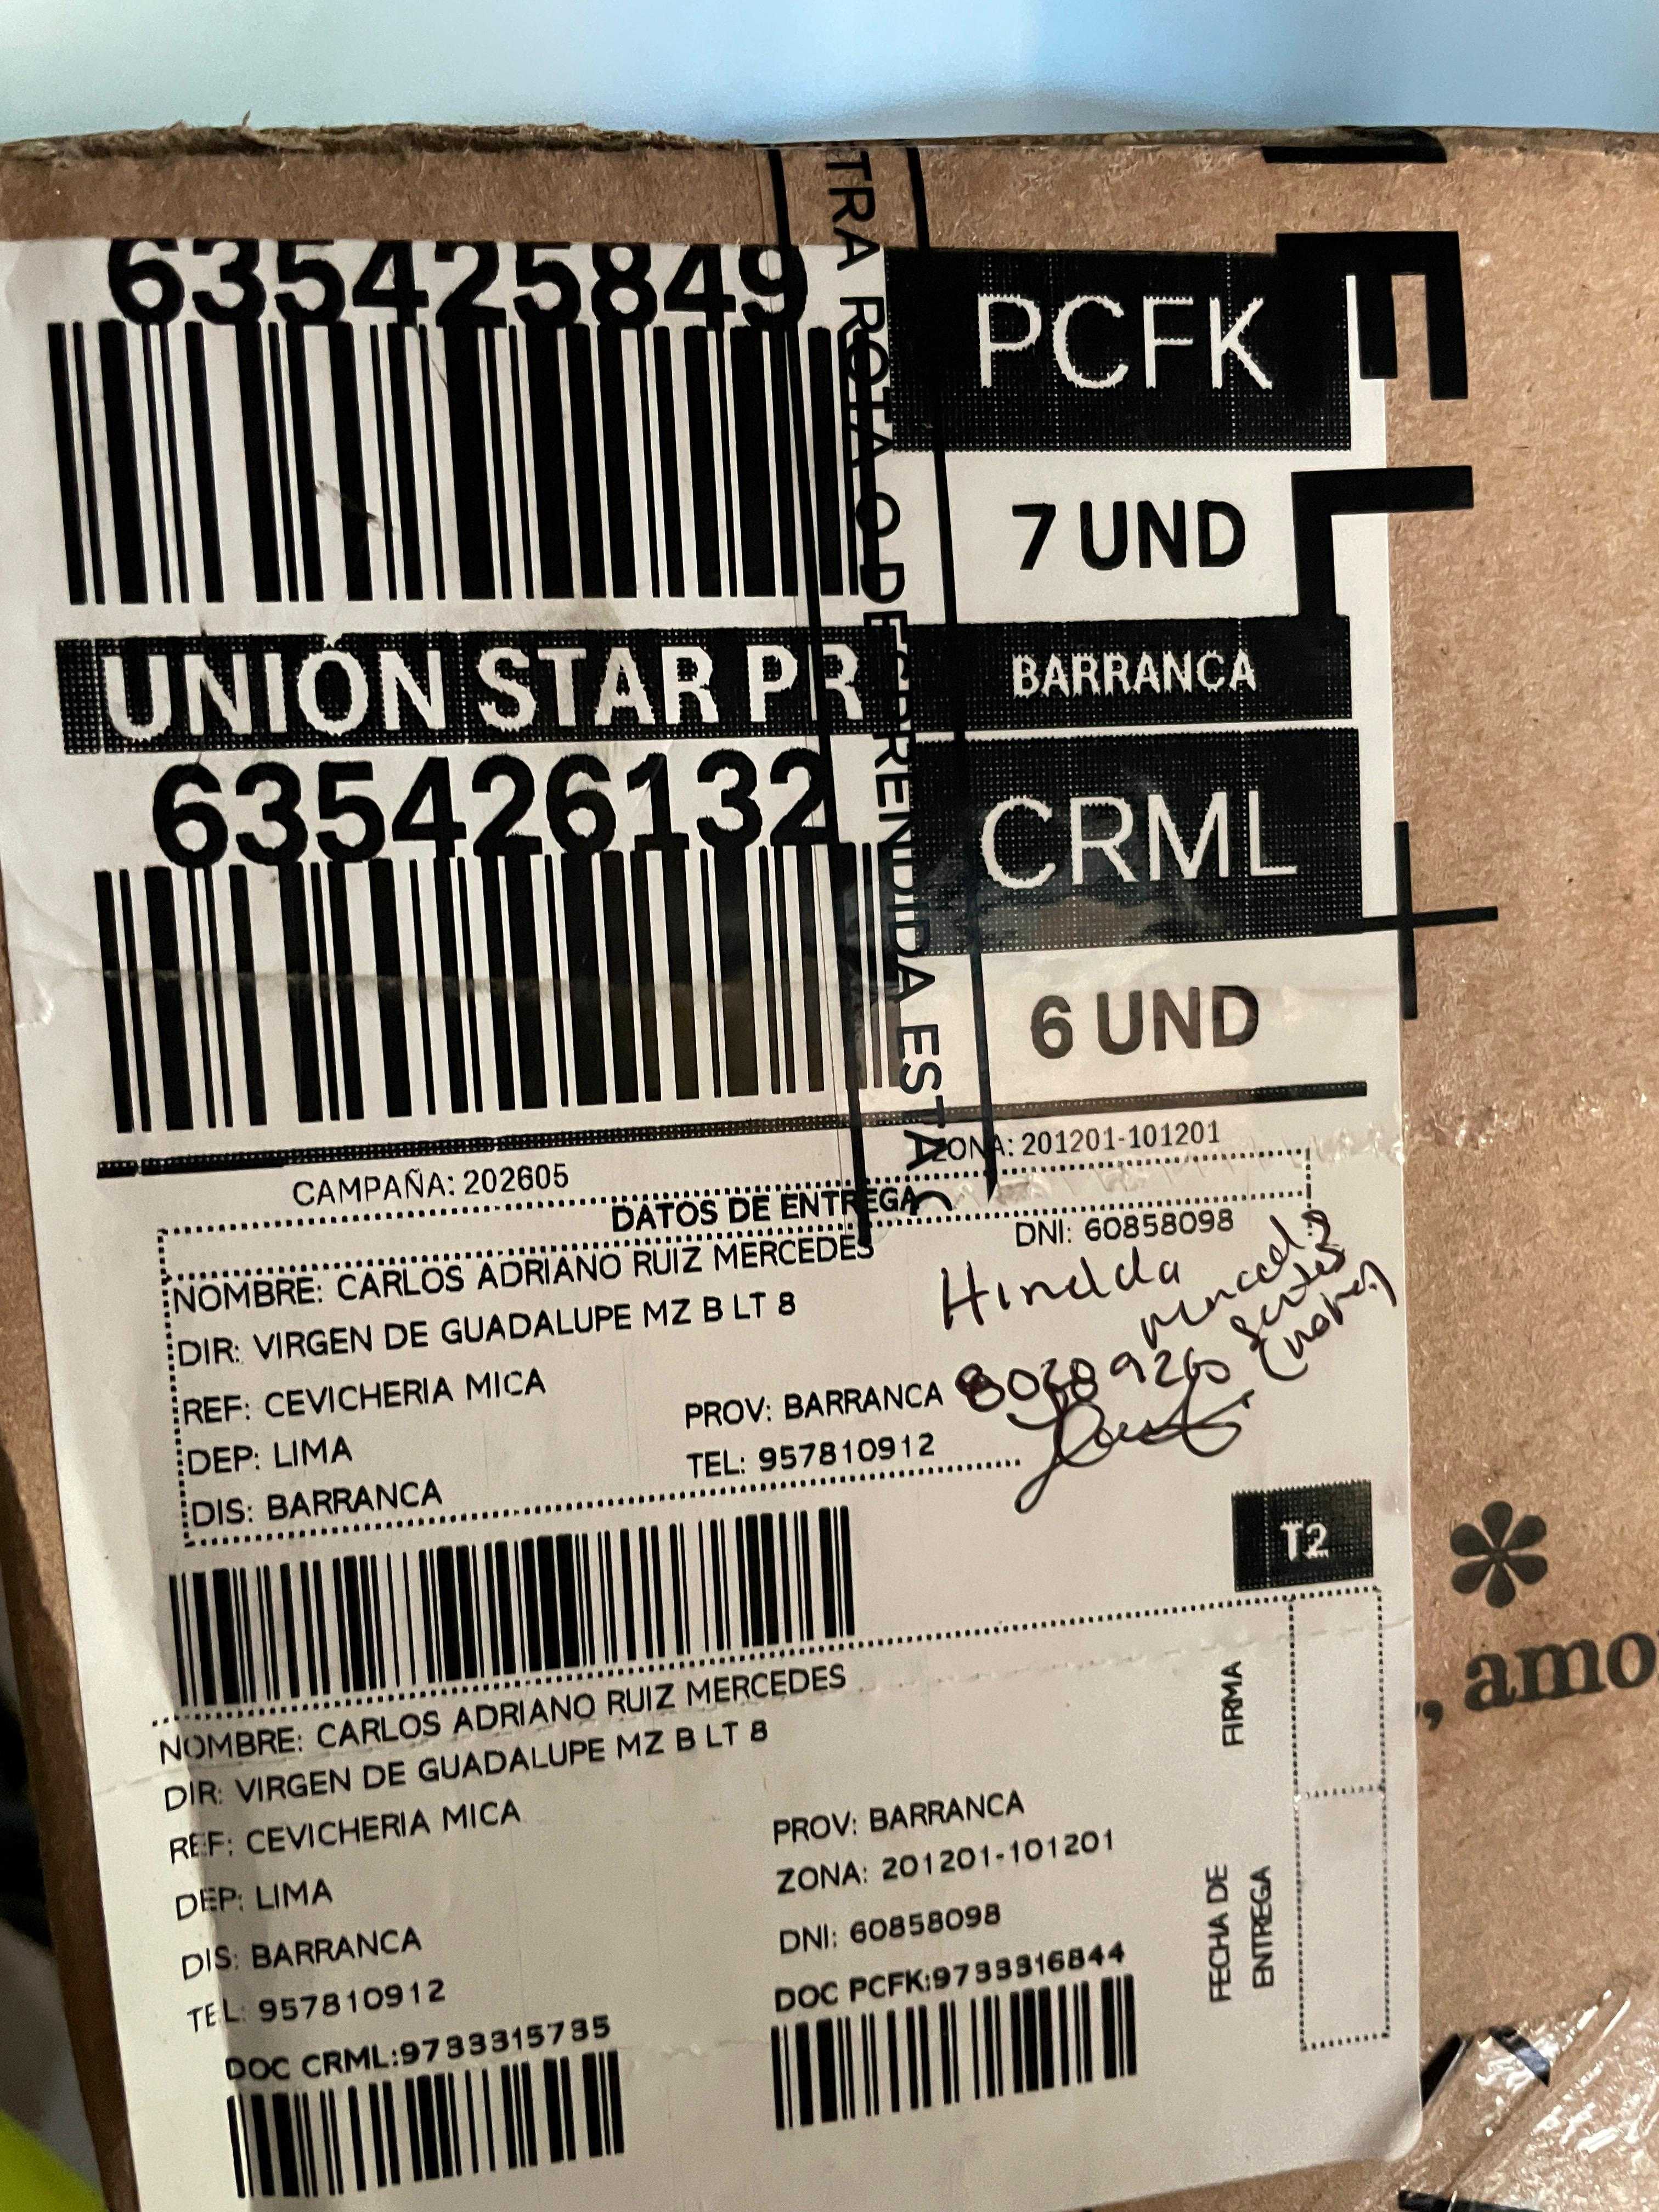 635425849
PCFK
7 UND
UNIÓN STAR PR
BARRANCA
635426132
CRML
6 UND
TRA ROTA O DESPRENDIDA ESTA
CAMPAÑA: 202605
ZONA: 201201-101201
DATOS DE ENTREGA
NOMBRE: CARLOS ADRIANO RUIZ MERCEDES
DNI: 60858098
DIR: VIRGEN DE GUADALUPE MZ B LT 8
REF: CEVICHERIA MICA
DEP: LIMA
PROV: BARRANCA
DIS: BARRANCA
TEL: 957810912
T2
NOMBRE: CARLOS ADRIANO RUIZ MERCEDES
DIR: VIRGEN DE GUADALUPE MZ B LT 8
REF: CEVICHERIA MICA
PROV: BARRANCA
DEP: LIMA
ZONA: 201201-101201
DIS: BARRANCA
DNI: 60858098
TEL: 957810912
DOC PCFK:9733316844
DOC CRML:9733315735
FIRMA
FECHA DE
ENTREGA
, amo